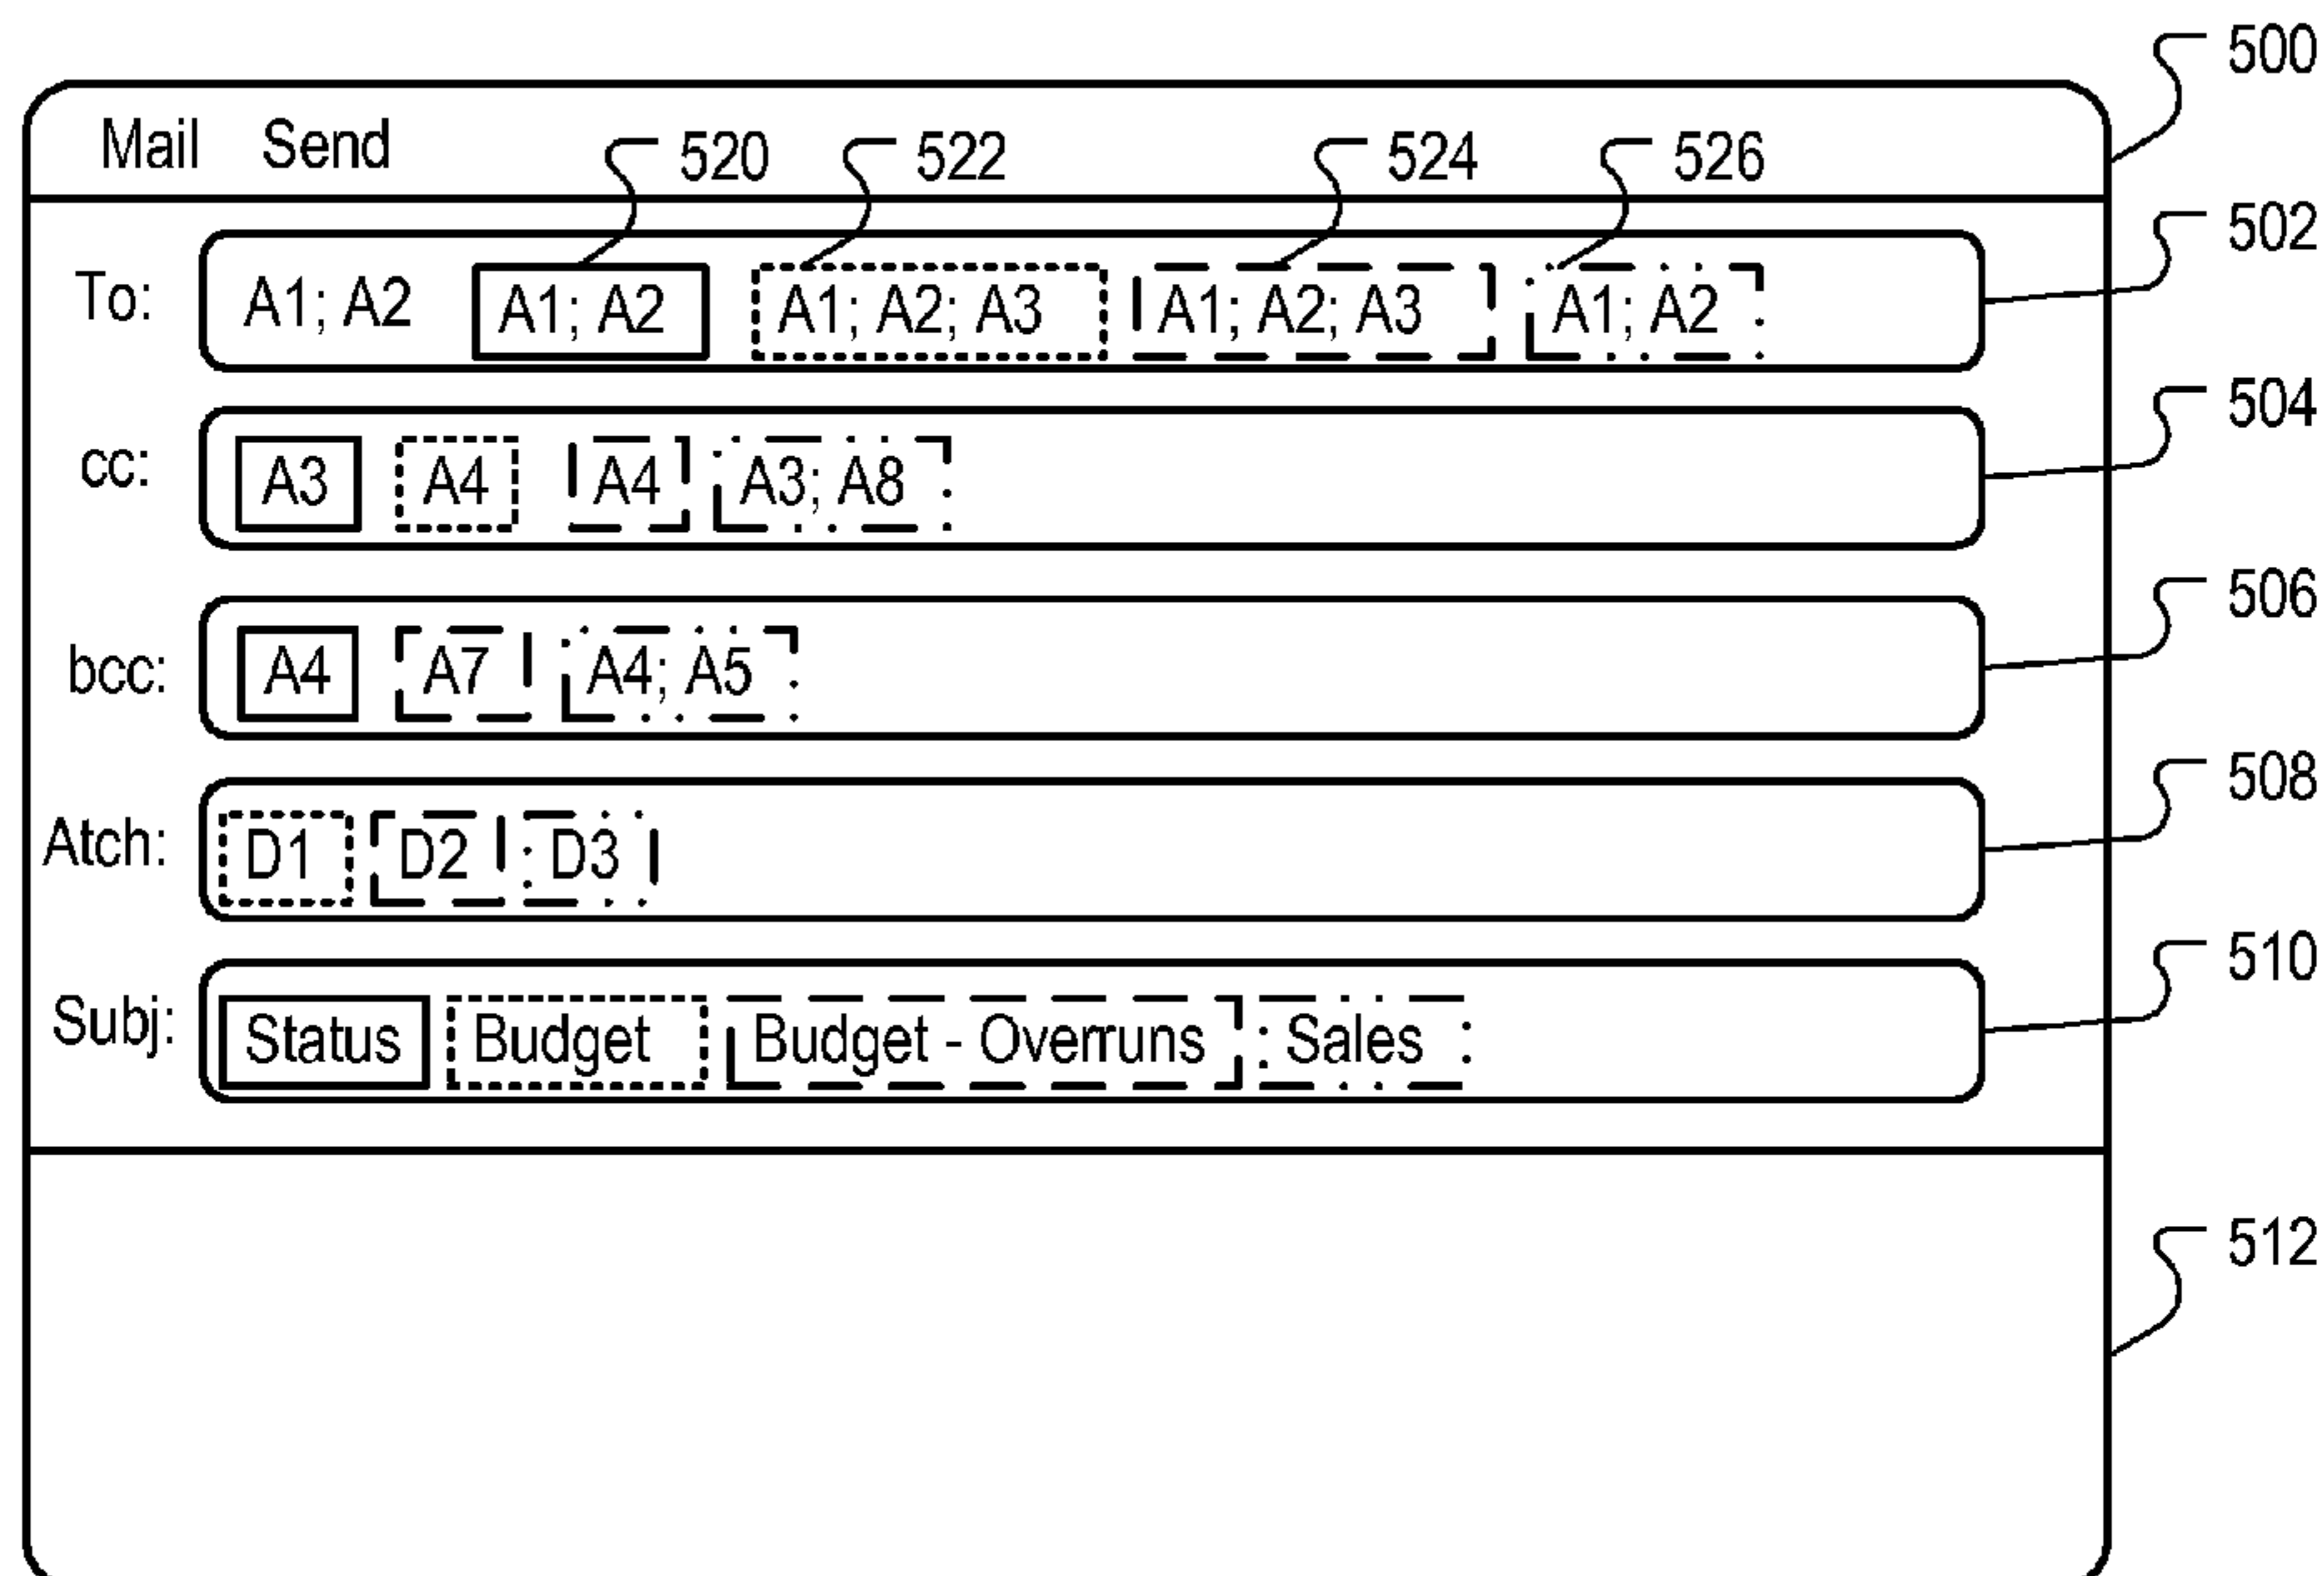 500
Mail Send 520 522 524 526
502
To: A1; A2 A1; A2 A1; A2; A3 A1; A2; A3 A1; A2
504
cc: A3 A4 A4 A3; A8
506
bcc: A4 A7 A4; A5
508
Atch: D1 D2 D3
510
Subj: Status Budget Budget - Overruns Sales
512